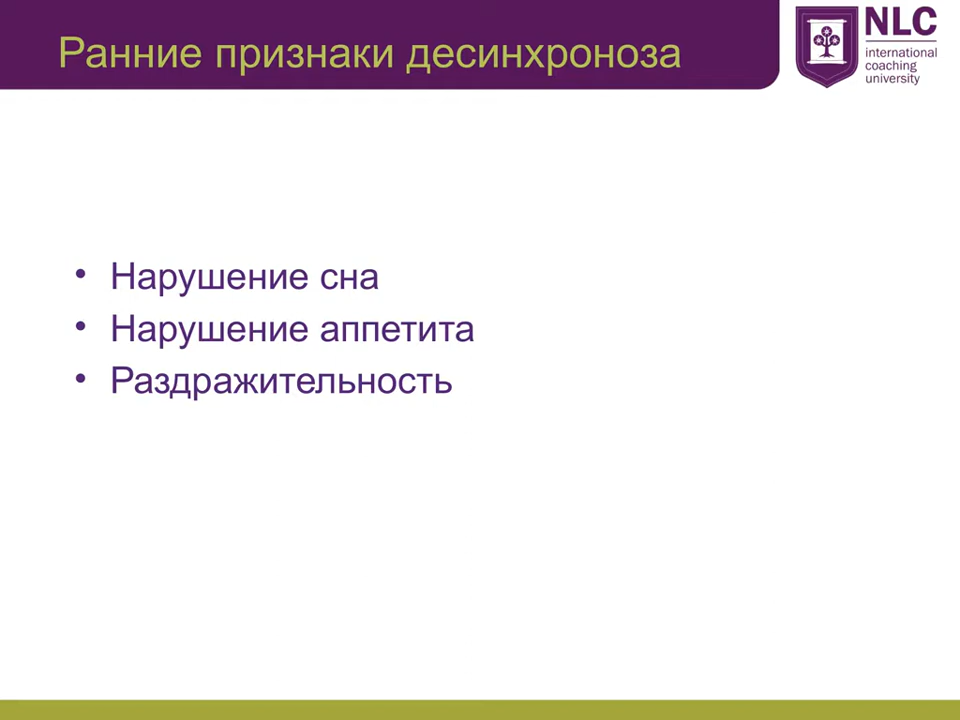 Ранние признаки десинхроноза
NLC
international
coaching
university
• Нарушение сна
• Нарушение аппетита
• Раздражительность